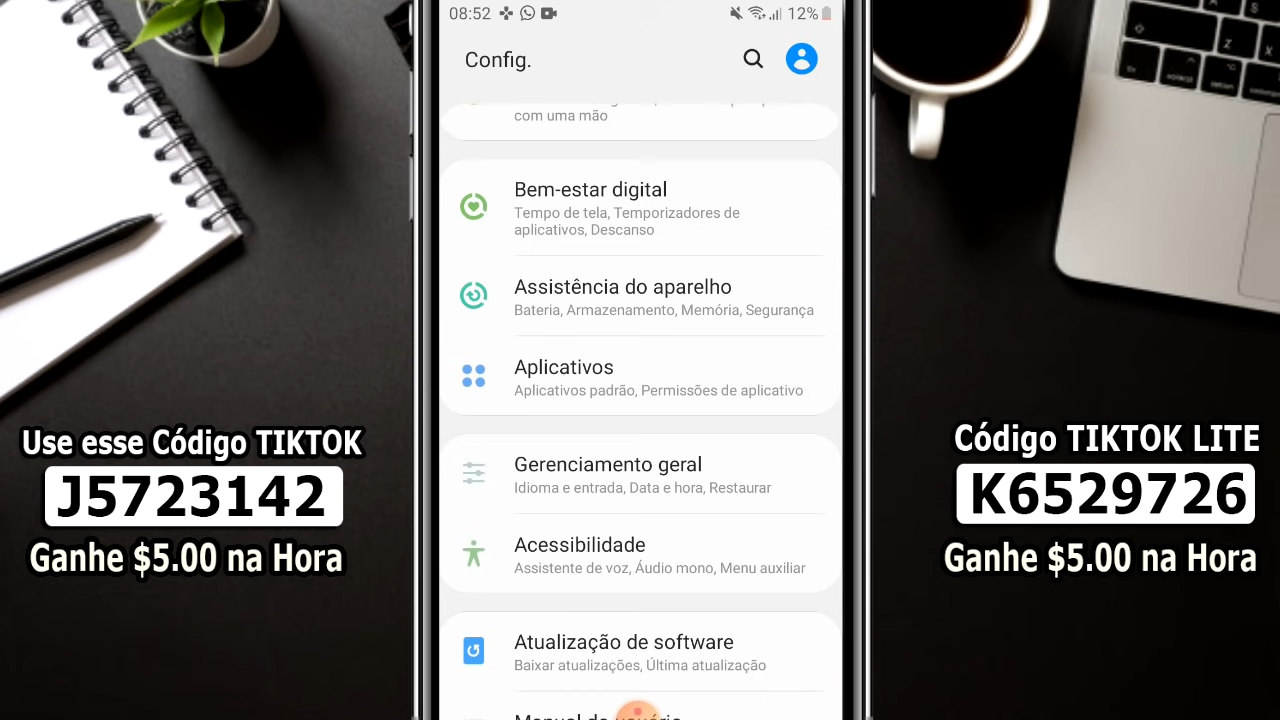 08:52
12%
Config.
com uma mão
Bem-estar digital
Tempo de tela, Temporizadores de
aplicativos, Descanso
Assistência do aparelho
Bateria, Armazenamento, Memória, Segurança
Aplicativos
Aplicativos padrão, Permissões de aplicativo
Gerenciamento geral
Idioma e entrada, Data e hora, Restaurar
Acessibilidade
Assistente de voz, Áudio mono, Menu auxiliar
Atualização de software
Baixar atualizações, Última atualização
Use esse Código TIKTOK
J5723142
Ganhe $5.00 na Hora
Código TIKTOK LITE
K6529726
Ganhe $5.00 na Hora